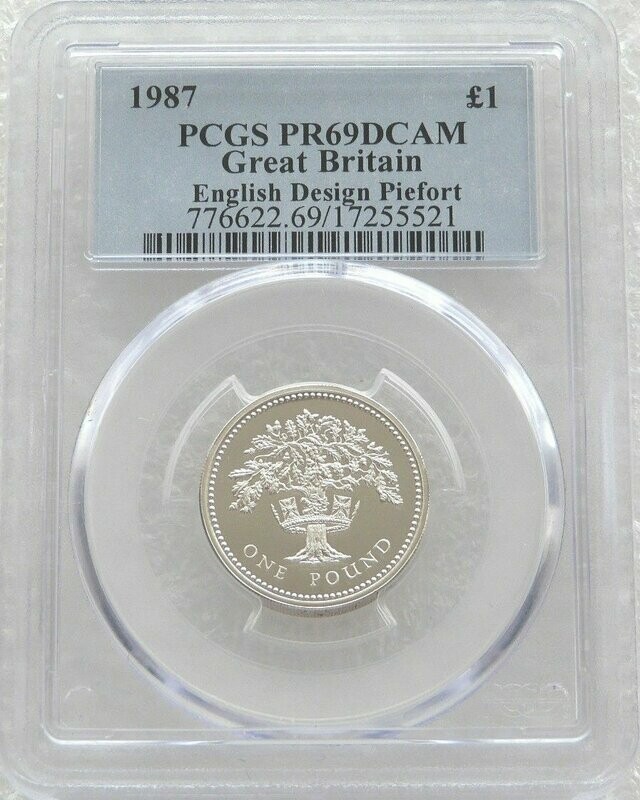 1987 £1
PCGS PR69DCAM
Great Britain
English Design Piefort
776622.69/17255521
ONE POUND